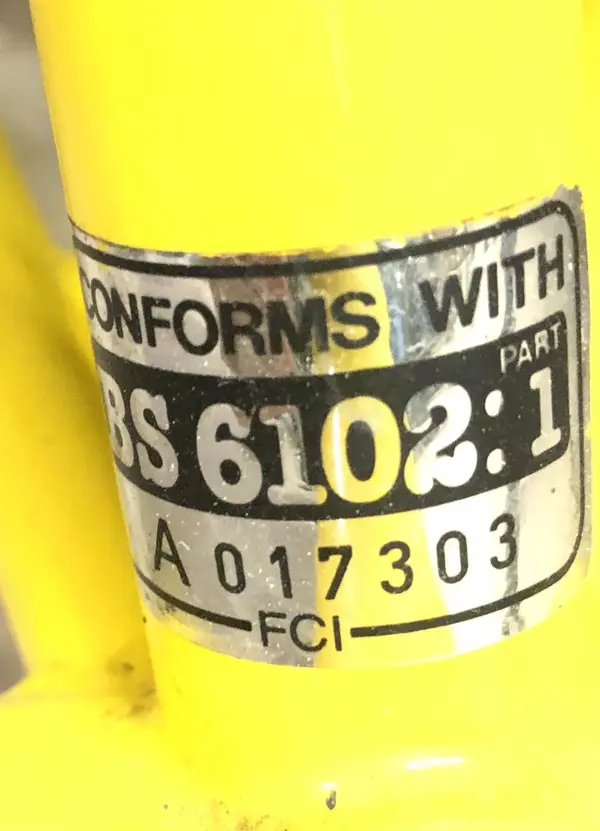 CONFORMS WITH
PART
BS 6102:1
A 017303
FCI